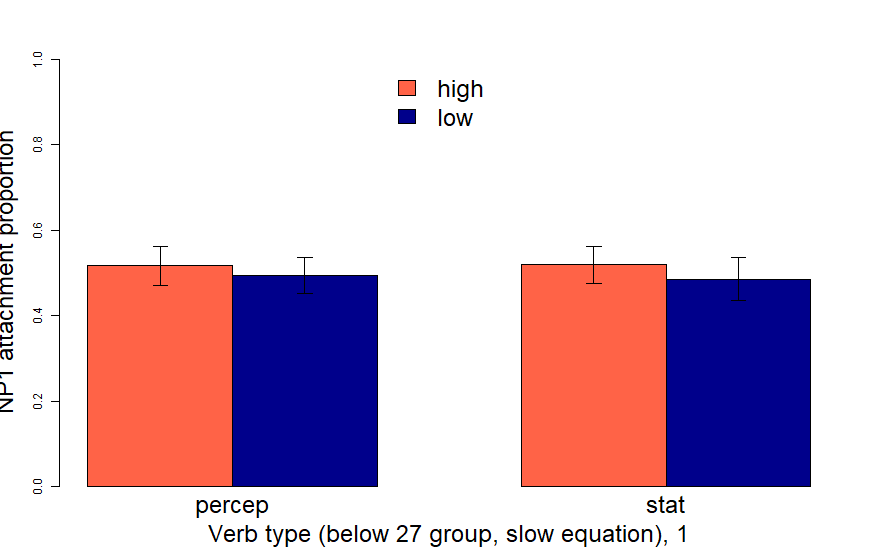 high
low
NP1 attachment proportion
1.0
0.8
0.6
0.4
0.2
0.0
percep stat
Verb type (below 27 group, slow equation), 1